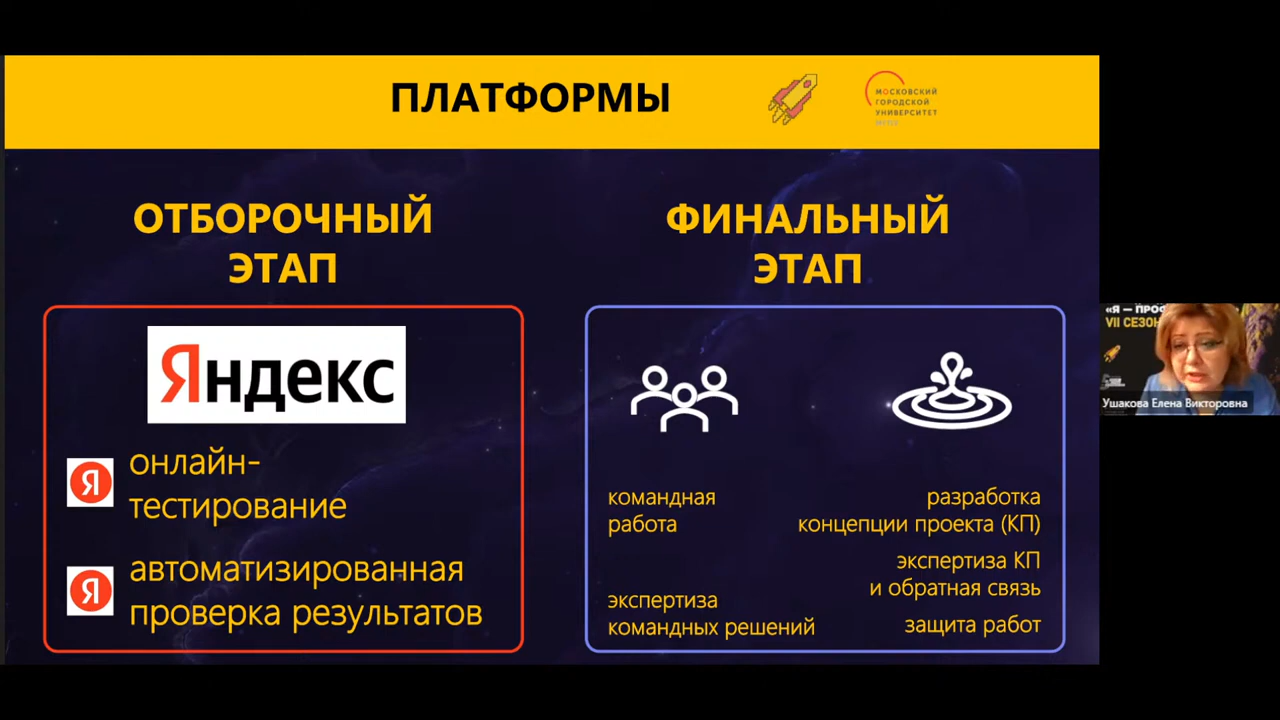 ПЛАТФОРМЫ
МОСКОВСКИЙ
ГОРОДСКОЙ
УНИВЕРСИТЕТ
ОТБОРОЧНЫЙ
ЭТАП
Яндекс
Я онлайн-
тестирование
Я автоматизированная
проверка результатов
ФИНАЛЬНЫЙ
ЭТАП
командная
работа
экспертиза
командных решений
разработка
концепции проекта (КП)
экспертиза КП
и обратная связь
защита работ
«Я — ПРОФ
VII СЕЗОН
Ушакова Елена Викторовна